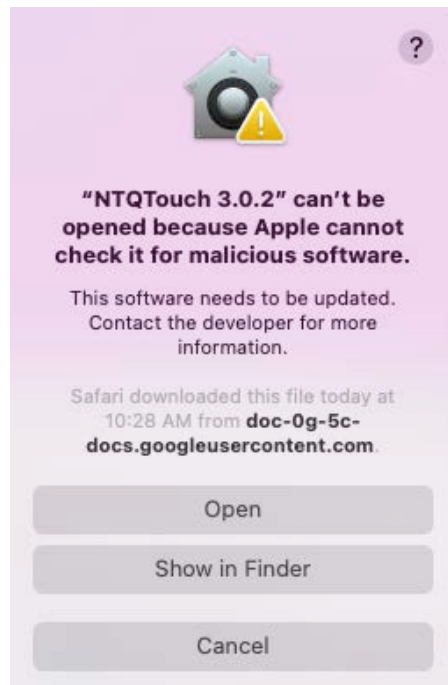 ?
“NTQTouch 3.0.2” can’t be
opened because Apple cannot
check it for malicious software.
This software needs to be updated.
Contact the developer for more
information.
Safari downloaded this file today at
10:28 AM from doc-0g-5c-
docs.googleusercontent.com.
Open
Show in Finder
Cancel